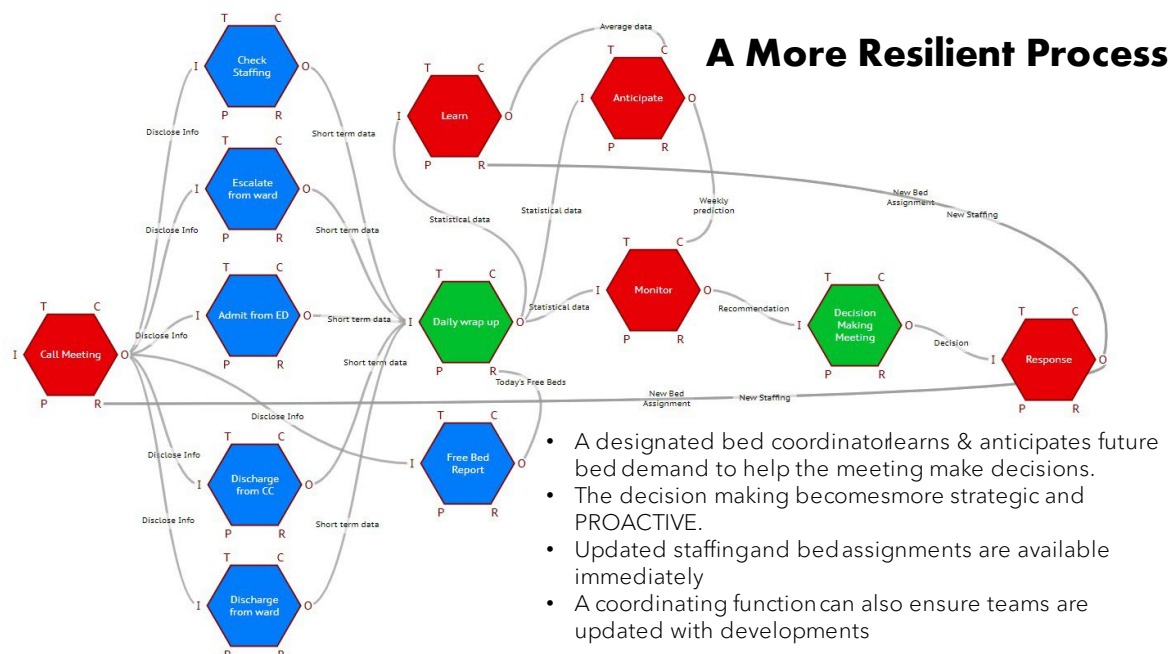 A More Resilient Process
T C
Check
Staffing
I O
P R
T C
Escalate
from ward
I O
P R
T C
Admit from ED
I O
P R
T C
Call Meeting
I O
P R
T C
Discharge
from CC
I O
P R
T C
Discharge
from ward
I O
P R
Disclose Info
Disclose Info
Disclose Info
Disclose Info
Disclose Info
Disclose Info
Short term data
Short term data
Short term data
Short term data
Short term data
T C
Learn
I O
P R
T C
Anticipate
I O
P R
Average data
Statistical data
Statistical data
Statistical data
Weekly
prediction
T C
Daily wrap up
I O
P R
Today's Free Beds
T C
Free Bed
Report
I O
P R
T C
Monitor
I O
P R
Recommendation
T C
Decision
Making
Meeting
I O
P R
Decision
T C
Response
I O
P R
New Bed
Assignment
New Staffing
New Bed
Assignment
New Staffing
• A designated bed coordinatorlearns & anticipates future
bed demand to help the meeting make decisions.
• The decision making becomesmore strategic and
PROACTIVE.
• Updated staffingand bedassignments are available
immediately
• A coordinating functioncan also ensure teams are
updated with developments